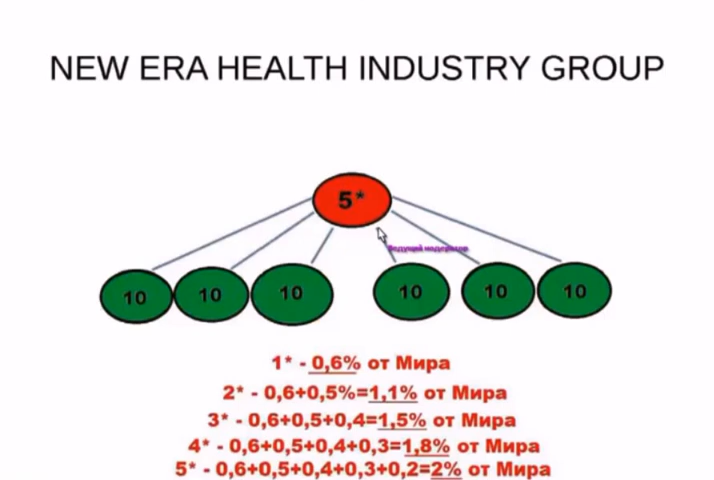 NEW ERA HEALTH INDUSTRY GROUP
5*
Ведущий модератор
10 10 10 10 10 10
1* - 0,6% от Мира
2* - 0,6+0,5%=1,1% от Мира
3* - 0,6+0,5+0,4=1,5% от Мира
4* - 0,6+0,5+0,4+0,3=1,8% от Мира
5* - 0,6+0,5+0,4+0,3+0,2=2% от Мира